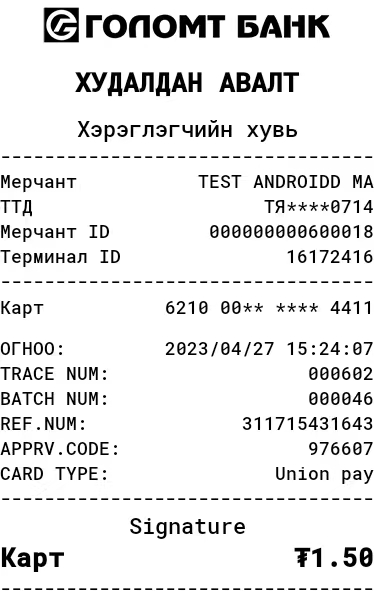 ГОЛОМТ БАНК
ХУДАЛДАН АВАЛТ
Хэрэглэгчийн хувь
----------------------------------
Мерчант TEST ANDROIDD MA
ТТД ТЯ****0714
Мерчант ID 000000000600018
Терминал ID 16172416
----------------------------------
Карт 6210 00** **** 4411
ОГНОО: 2023/04/27 15:24:07
TRACE NUM: 000602
BATCH NUM: 000046
REF.NUM: 311715431643
APPRV.CODE: 976607
CARD TYPE: Union pay
----------------------------------
Signature
Карт ₮1.50
----------------------------------